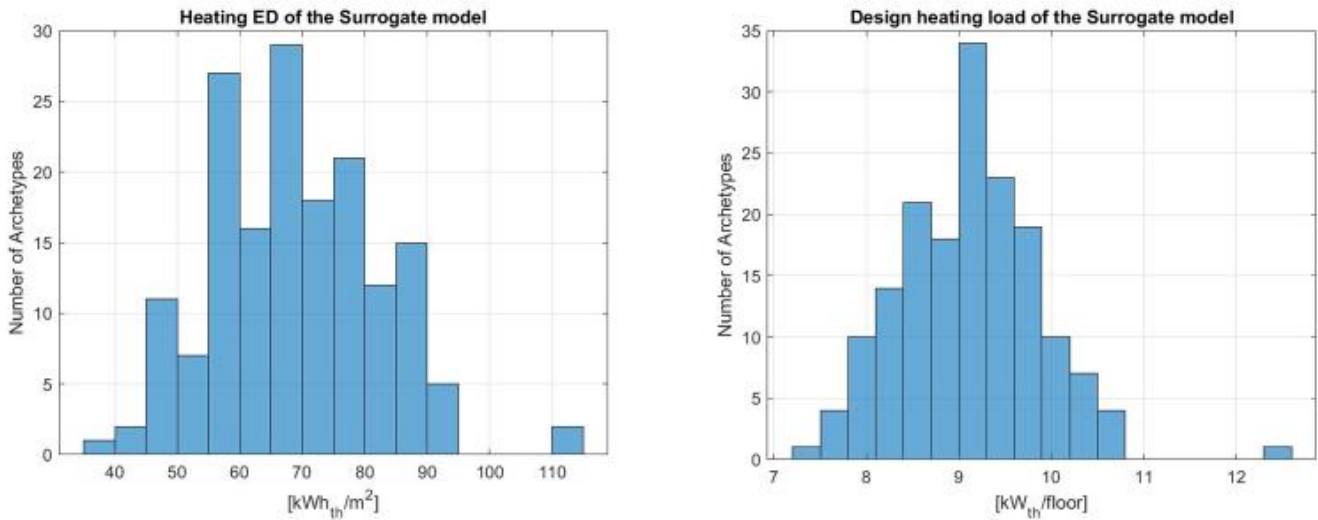 Heating ED of the Surrogate model
30
25
20
15
10
5
0
Number of Archetypes
40 50 60 70 80 90 100 110
[kWh_th/m²]
Design heating load of the Surrogate model
35
30
25
20
15
10
5
0
Number of Archetypes
7 8 9 10 11 12
[kW_th/floor]